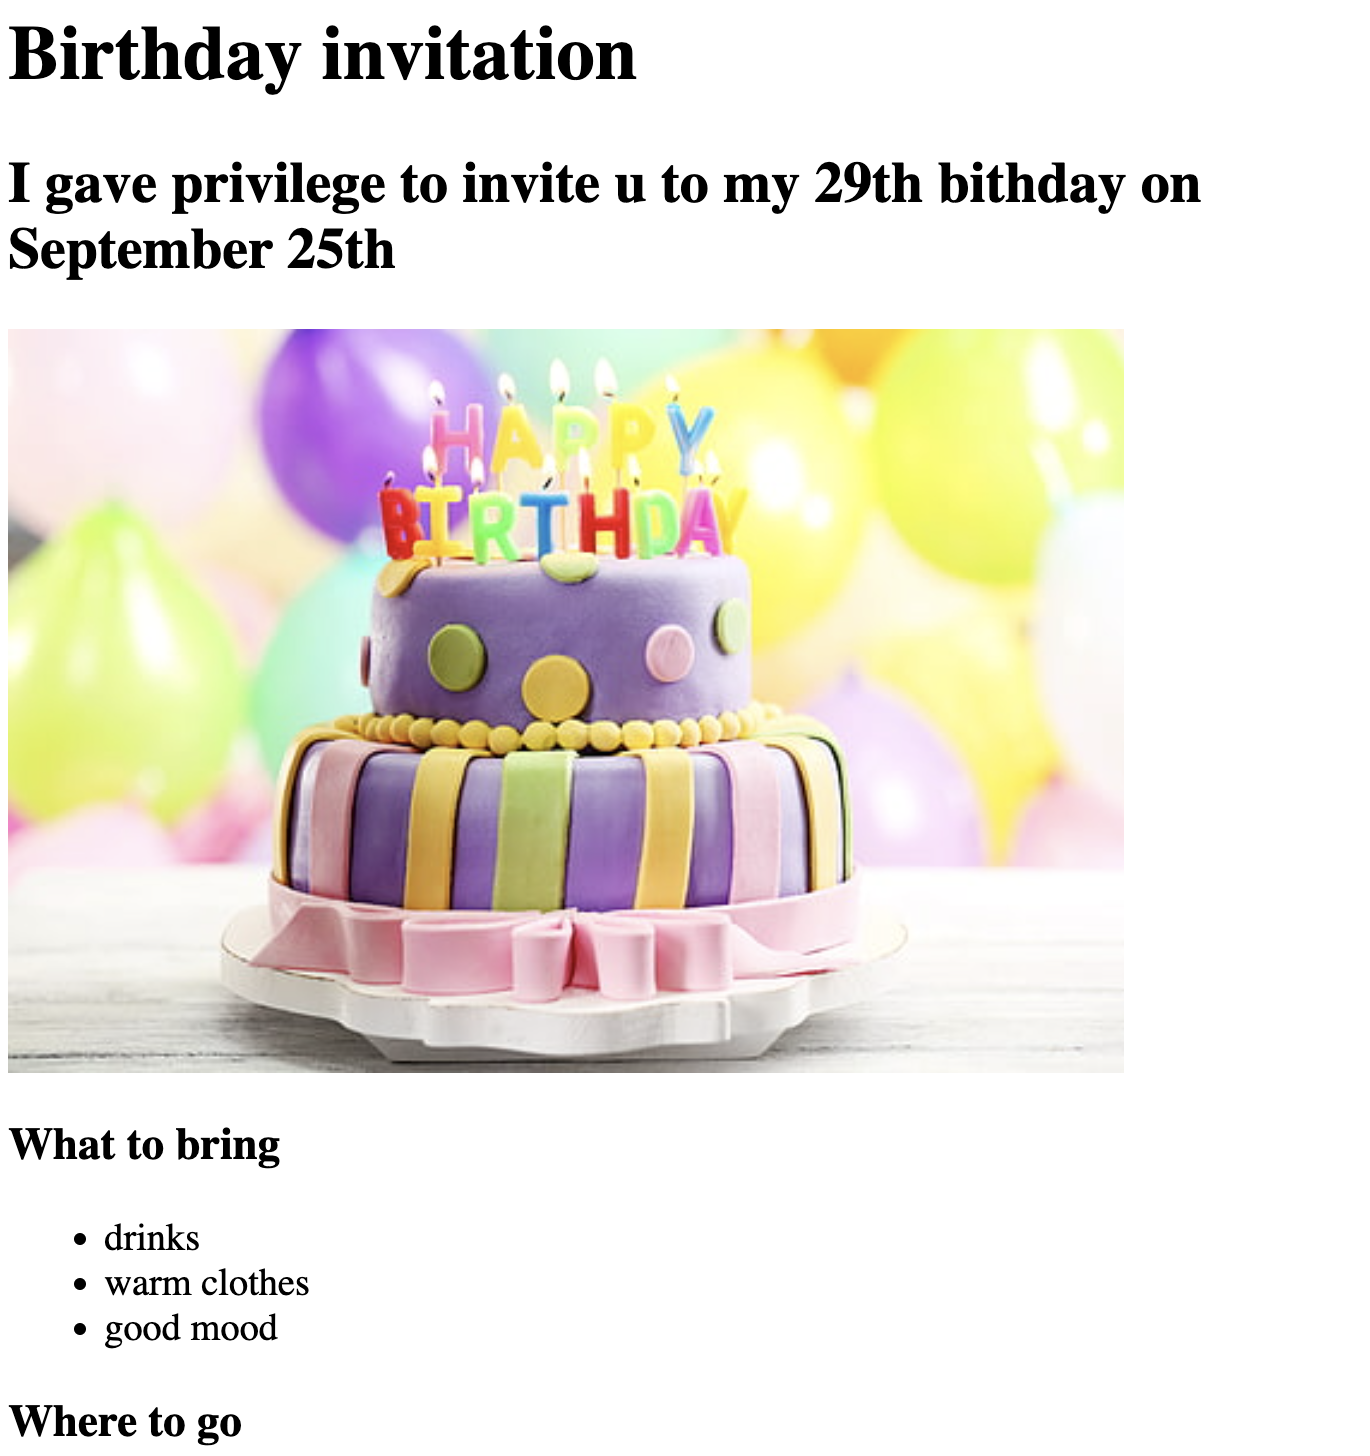 Birthday invitation
I gave privilege to invite u to my 29th bithday on
September 25th
HAPPY
BIRTHDAY
What to bring
drinks
warm clothes
good mood
Where to go